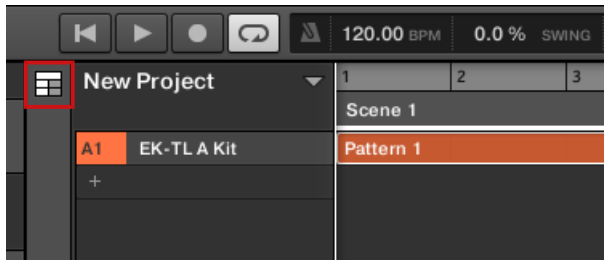 120.00 BPM 0.0 % SWING
New Project 1 2 3
Scene 1
A1 EK-TL A Kit Pattern 1
+